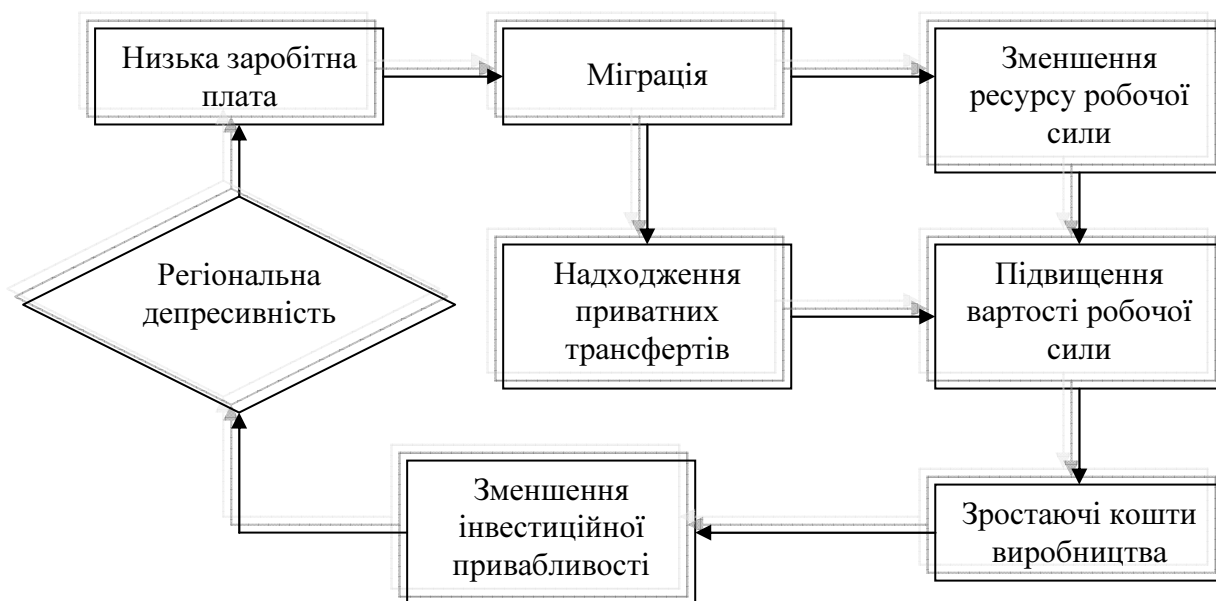 Низька заробітна
плата
Міграція
Зменшення
ресурсу робочої
сили
Регіональна
депресивність
Надходження
приватних
трансфертів
Підвищення
вартості робочої
сили
Зменшення
інвестиційної
привабливості
Зростаючі кошти
виробництва